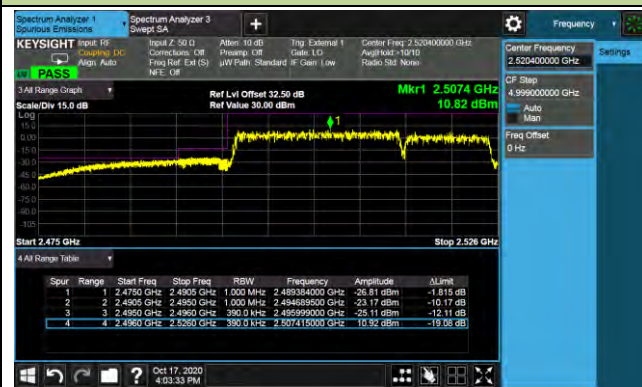 Spectrum Analyzer 1
Spurious Emissions
Spectrum Analyzer 3
Swept SA
+
Frequency
KEYSIGHT
Input: RF
Coupling: DC
Align: Auto
Input Z: 50 Ω
Corrections: Off
Freq Ref: Ext (S)
NFE: Off
Atten: 10 dB
Preamp: Off
µW Path: Standard
Trig: External 1
Gate: LO
IF Gain: Low
Center Freq: 2.520400000 GHz
Avg|Hold:>10/10
Radio Std: None
PASS
Center Frequency
2.520400000 GHz
Settings
CF Step
4.999000000 GHz
Auto
Man
Freq Offset
0 Hz
3 All Range Graph
Scale/Div 15.0 dB
Ref Lvl Offset 32.50 dB
Ref Value 30.00 dBm
Mkr1 2.5074 GHz
10.82 dBm
Log
15.0
0.00
-15.0
-30.0
-45.0
-60.0
-75.0
-90.0
-105
1
Start 2.475 GHz
Stop 2.526 GHz
4 All Range Table
Spur Range Start Freq Stop Freq RBW Frequency Amplitude ΔLimit
1 1 2.4750 GHz 2.4905 GHz 1.000 MHz 2.489384000 GHz -26.81 dBm -1.815 dB
2 2 2.4905 GHz 2.4950 GHz 1.000 MHz 2.494689500 GHz -23.17 dBm -10.17 dB
3 3 2.4950 GHz 2.4960 GHz 390.0 kHz 2.495999000 GHz -25.11 dBm -12.11 dB
4 4 2.4960 GHz 2.5260 GHz 390.0 kHz 2.507415000 GHz 10.92 dBm -19.08 dB
?
Oct 17, 2020
4:03:33 PM